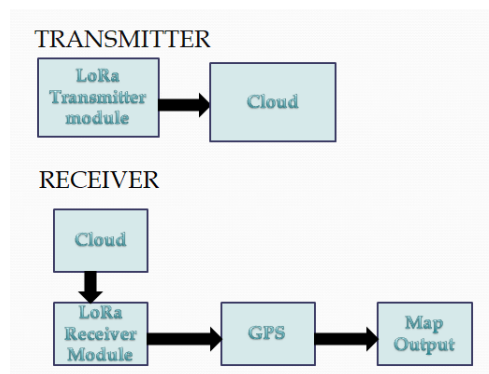 TRANSMITTER
LoRa
Transmitter
module
Cloud
RECEIVER
Cloud
LoRa
Receiver
Module
GPS
Map
Output